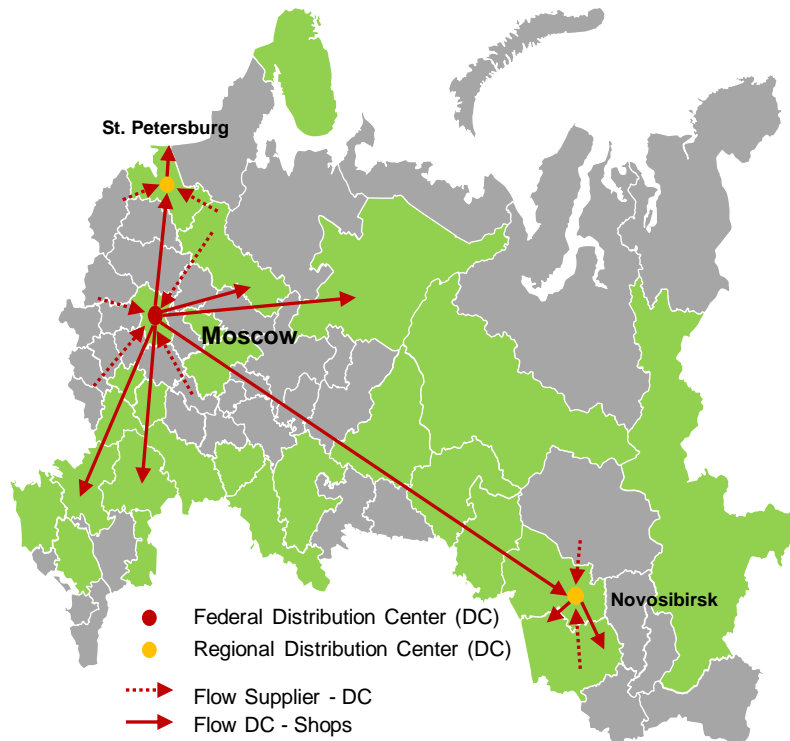 St. Petersburg
Moscow
Novosibirsk
Federal Distribution Center (DC)
Regional Distribution Center (DC)
Flow Supplier - DC
Flow DC - Shops